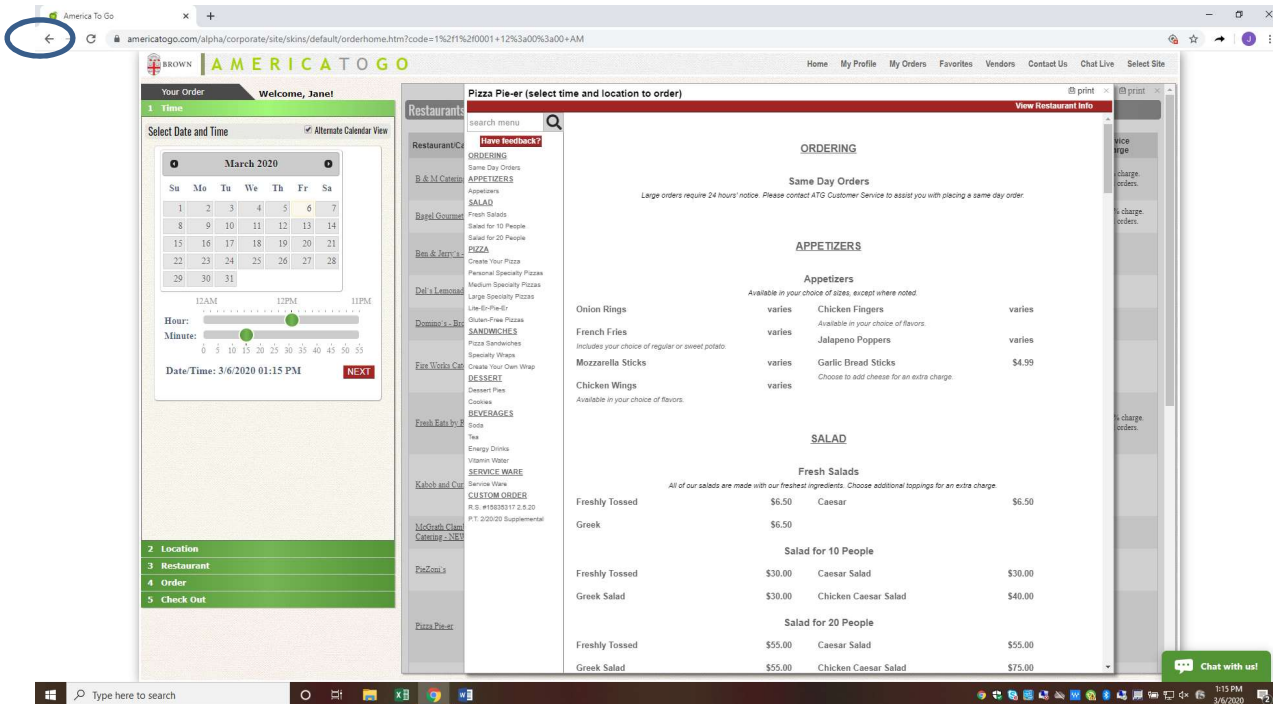 America To Go
americatogo.com/alpha/corporate/site/skins/default/orderhome.htm?code=1%2f1%2f0001+12%3a00%3a00+AM
J
BROWN AMERICATOGO
Home My Profile My Orders Favorites Vendors Contact Us Chat Live Select Site
Your Order Welcome, Jane!
1 Time
Select Date and Time Alternate Calendar View
March 2020
Su Mo Tu We Th Fr Sa
1 2 3 4 5 6 7
8 9 10 11 12 13 14
15 16 17 18 19 20 21
22 23 24 25 26 27 28
29 30 31
12AM 12PM 11PM
Hour:
Minute:
0 5 10 15 20 25 30 35 40 45 50 55
Date/Time: 3/6/2020 01:15 PM NEXT
2 Location
3 Restaurant
4 Order
5 Check Out
Restaurants
Restaurant/Ca
B & M Caterin
Bagel Gourmet
Ben & Jerry's -
Del's Lemonad
Domino's - Bro
Fire Works Cat
Fresh Eats by R
Kabob and Cur
McGrath Clam
Catering - NEW
PieZoni's
Pizza Pie-er
Pizza Pie-er (select time and location to order) print
print
View Restaurant Info
search menu
Have feedback?
ORDERING
Same Day Orders
APPETIZERS
Appetizers
SALAD
Fresh Salads
Salad for 10 People
Salad for 20 People
PIZZA
Create Your Pizza
Personal Specialty Pizzas
Medium Specialty Pizzas
Large Specialty Pizzas
Lite-Er-Pie-Er
Gluten-Free Pizzas
SANDWICHES
Pizza Sandwiches
Specialty Wraps
Create Your Own Wrap
DESSERT
Dessert Pies
Cookies
BEVERAGES
Soda
Tea
Energy Drinks
Vitamin Water
SERVICE WARE
Service Ware
CUSTOM ORDER
R.S. #15835317 2.5.20
P.T. 2/20/20 Supplemental
ORDERING
Same Day Orders
Large orders require 24 hours' notice. Please contact ATG Customer Service to assist you with placing a same day order.
APPETIZERS
Appetizers
Available in your choice of sizes, except where noted.
Onion Rings varies Chicken Fingers varies
Available in your choice of flavors.
French Fries varies Jalapeno Poppers varies
Includes your choice of regular or sweet potato.
Mozzarella Sticks varies Garlic Bread Sticks $4.99
Choose to add cheese for an extra charge.
Chicken Wings varies
Available in your choice of flavors.
SALAD
Fresh Salads
All of our salads are made with our freshest ingredients. Choose additional toppings for an extra charge.
Freshly Tossed $6.50 Caesar $6.50
Greek $6.50
Salad for 10 People
Freshly Tossed $30.00 Caesar Salad $30.00
Greek Salad $30.00 Chicken Caesar Salad $40.00
Salad for 20 People
Freshly Tossed $55.00 Caesar Salad $55.00
Greek Salad $55.00 Chicken Caesar Salad $75.00
vice
arge
charge.
orders.
% charge.
orders.
% charge.
orders.
Chat with us!
Type here to search
1:15 PM
3/6/2020